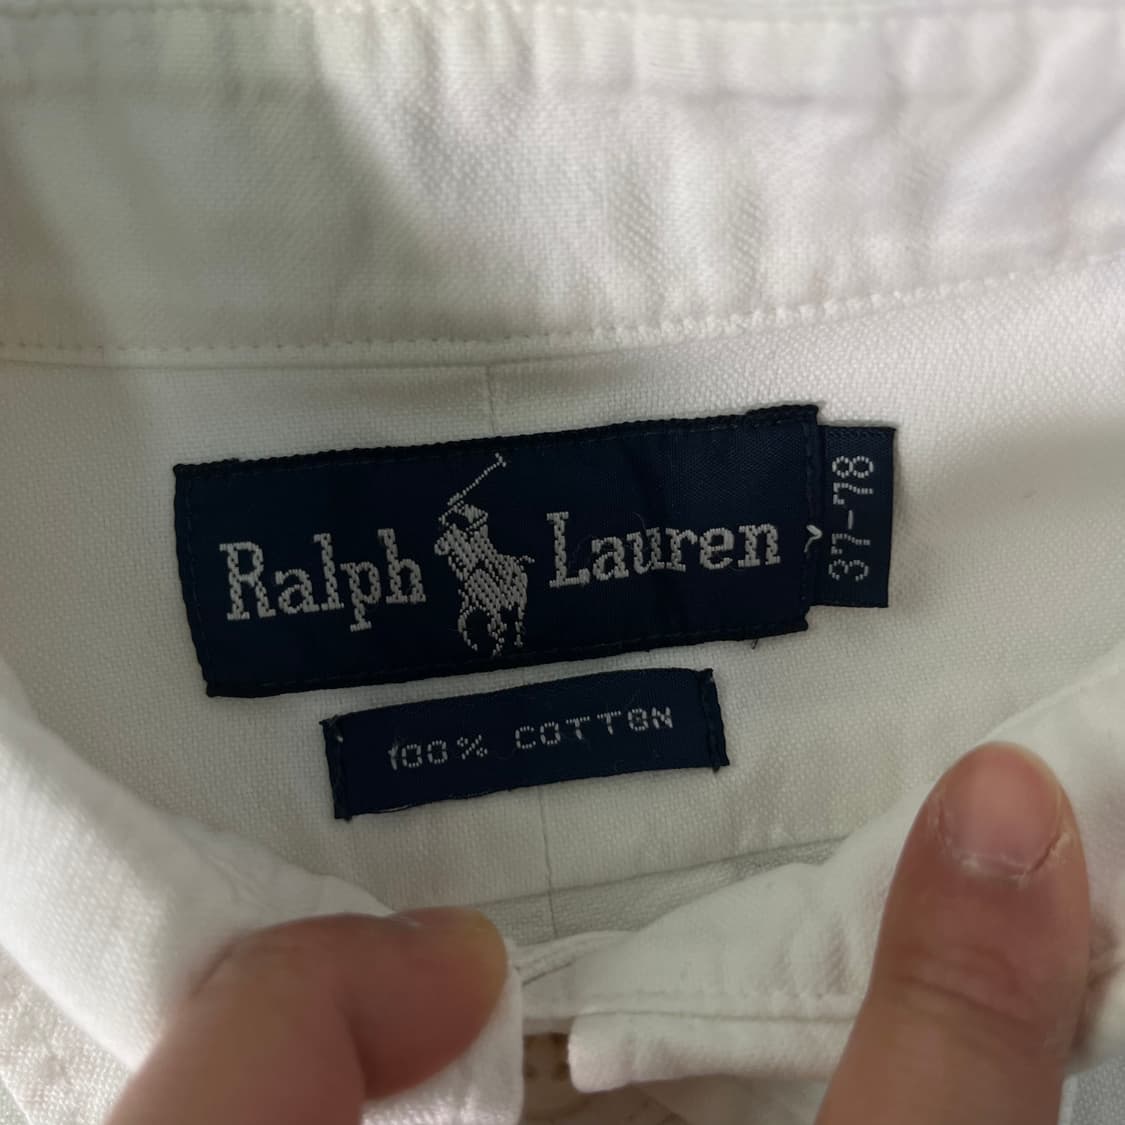 Ralph Lauren
37-78
100% COTTON